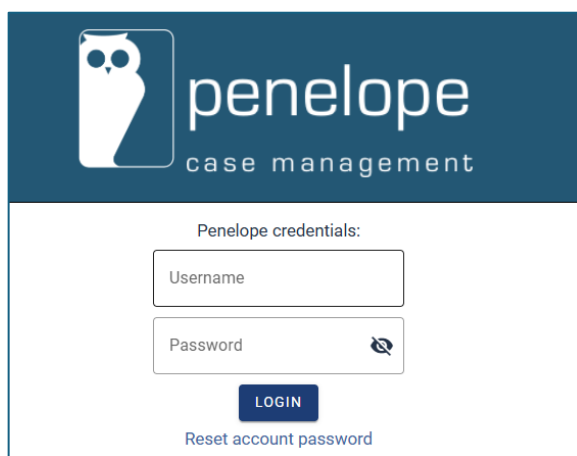 penelope
case management
Penelope credentials:
Username
Password
LOGIN
Reset account password